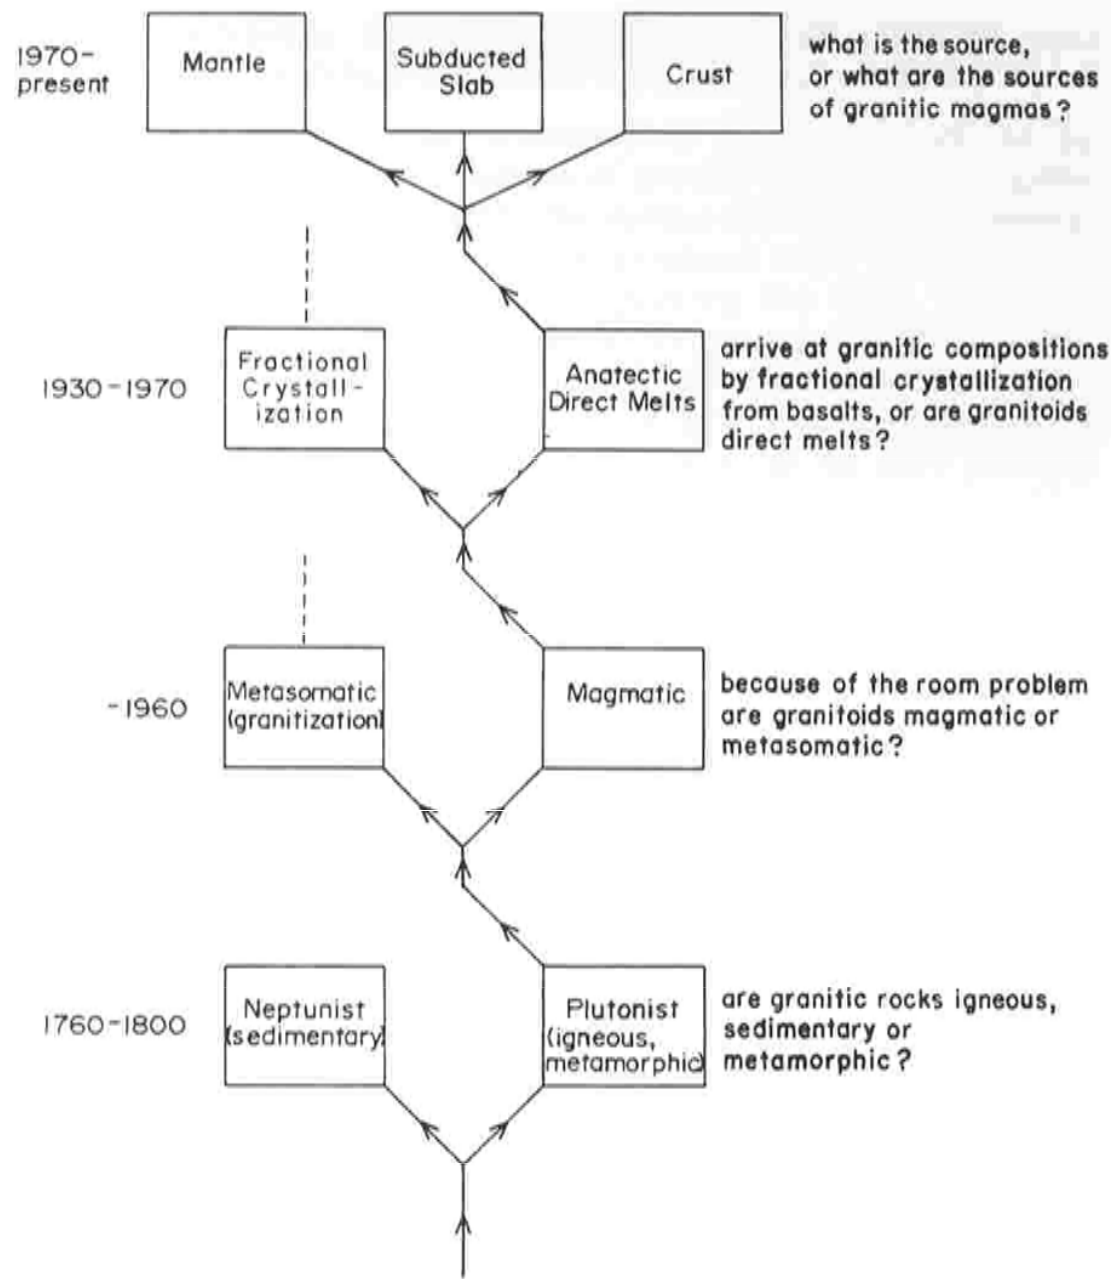 1970-
present
Mantle
Subducted
Slab
Crust
what is the source,
or what are the sources
of granitic magmas?
1930-1970
Fractional
Crystall-
ization
Anatectic
Direct Melts
arrive at granitic compositions
by fractional crystallization
from basalts, or are granitoids
direct melts?
-1960
Metasomatic
(granitization)
Magmatic
because of the room problem
are granitoids magmatic or
metasomatic?
1760-1800
Neptunist
(sedimentary)
Plutonist
(igneous,
metamorphic)
are granitic rocks igneous,
sedimentary or
metamorphic?